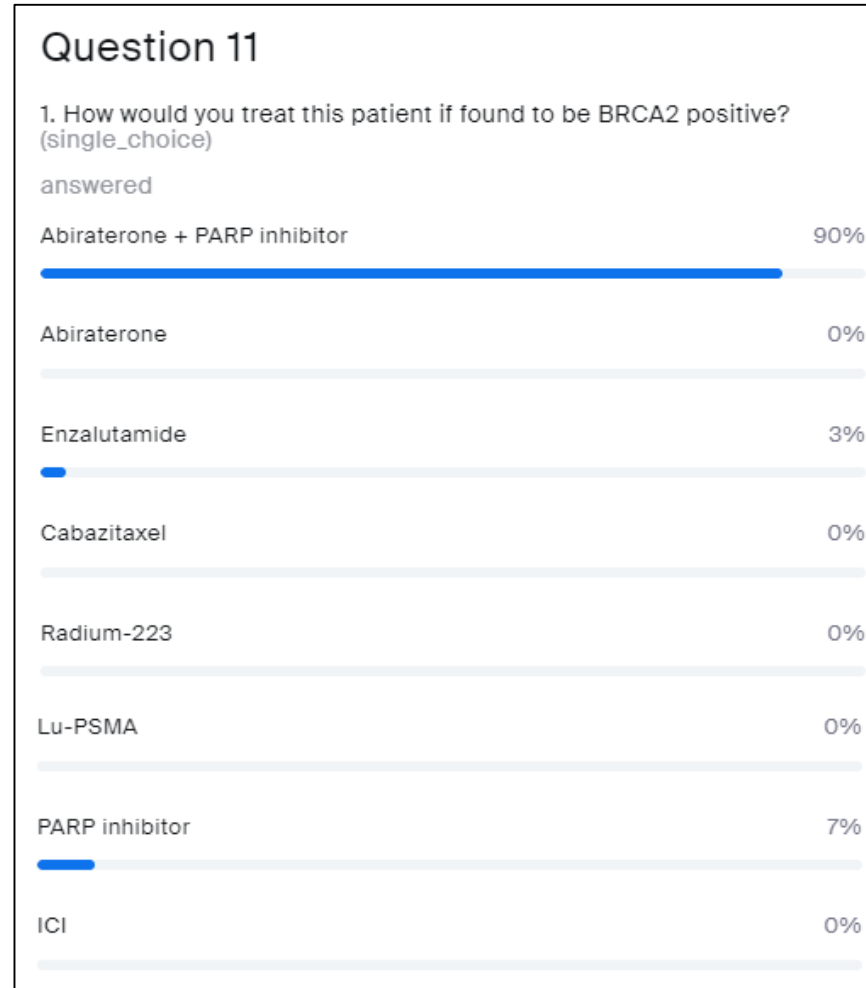 Question 11
1. How would you treat this patient if found to be BRCA2 positive?
(single_choice)
answered
Abiraterone + PARP inhibitor 90%
Abiraterone 0%
Enzalutamide 3%
Cabazitaxel 0%
Radium-223 0%
Lu-PSMA 0%
PARP inhibitor 7%
ICI 0%